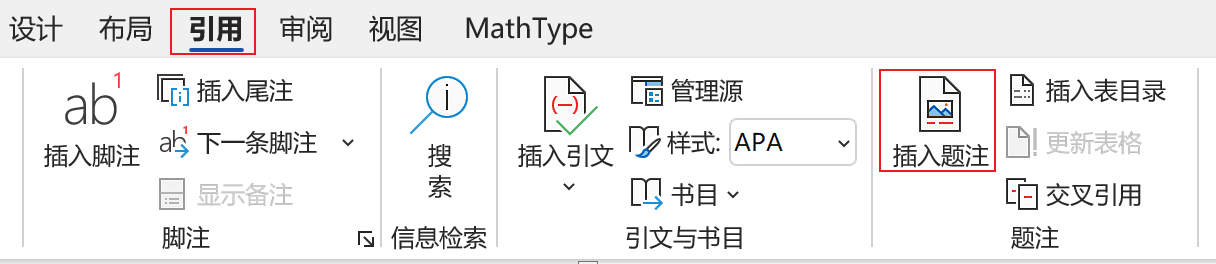 设计 布局 引用 审阅 视图 MathType
ab1 插入脚注
插入尾注
ab1 下一条脚注
显示备注
脚注
搜索
信息检索
插入引文
管理源
样式: APA
书目
引文与书目
插入题注
插入表目录
更新表格
交叉引用
题注